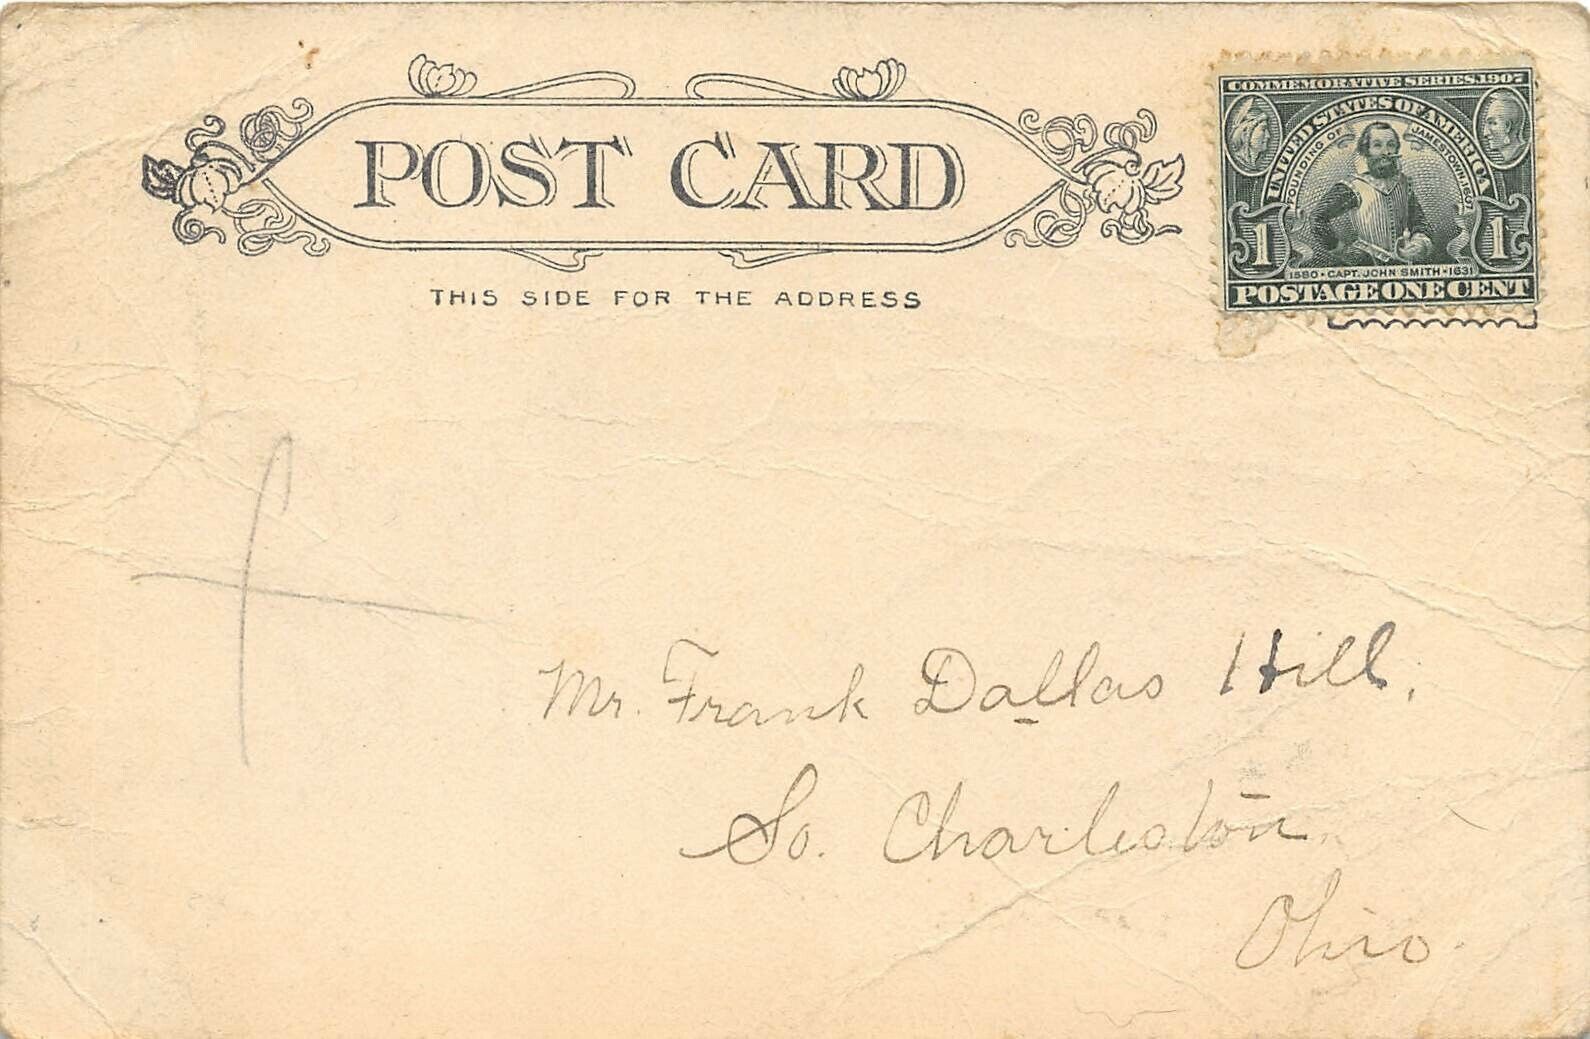 POST CARD
THIS SIDE FOR THE ADDRESS
COMMEMORATIVE SERIES, 1907
UNITED STATES OF AMERICA
FOUNDING OF JAMESTOWN, 1607
1 1
1580 • CAPT. JOHN SMITH • 1631
POSTAGE ONE CENT
Mr. Frank Dallas Hill,
So. Charleston
Ohio.